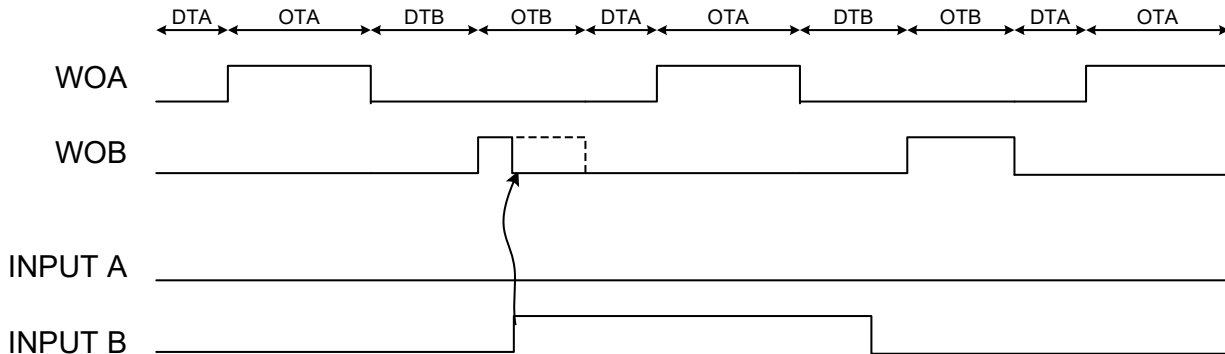 DTA OTA DTB OTB DTA OTA DTB OTB DTA OTA
WOA
WOB
INPUT A
INPUT B